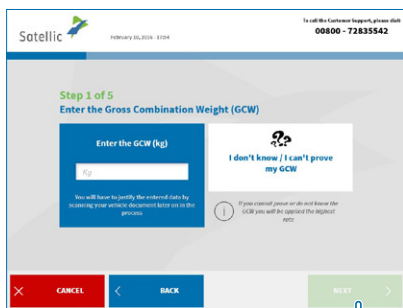 Satellic
February 10, 2016 - 17:54
To call the Customer Support, please dial:
00800 - 72835542
Step 1 of 5
Enter the Gross Combination Weight (GCW)
Enter the GCW (kg)
Kg
You will have to justify the entered data by
scanning your vehicle document later on in the
process
???
I don't know / I can't prove
my GCW
i
If you cannot prove or do not know the
GCW you will be applied the highest
rate
CANCEL
BACK
NEXT